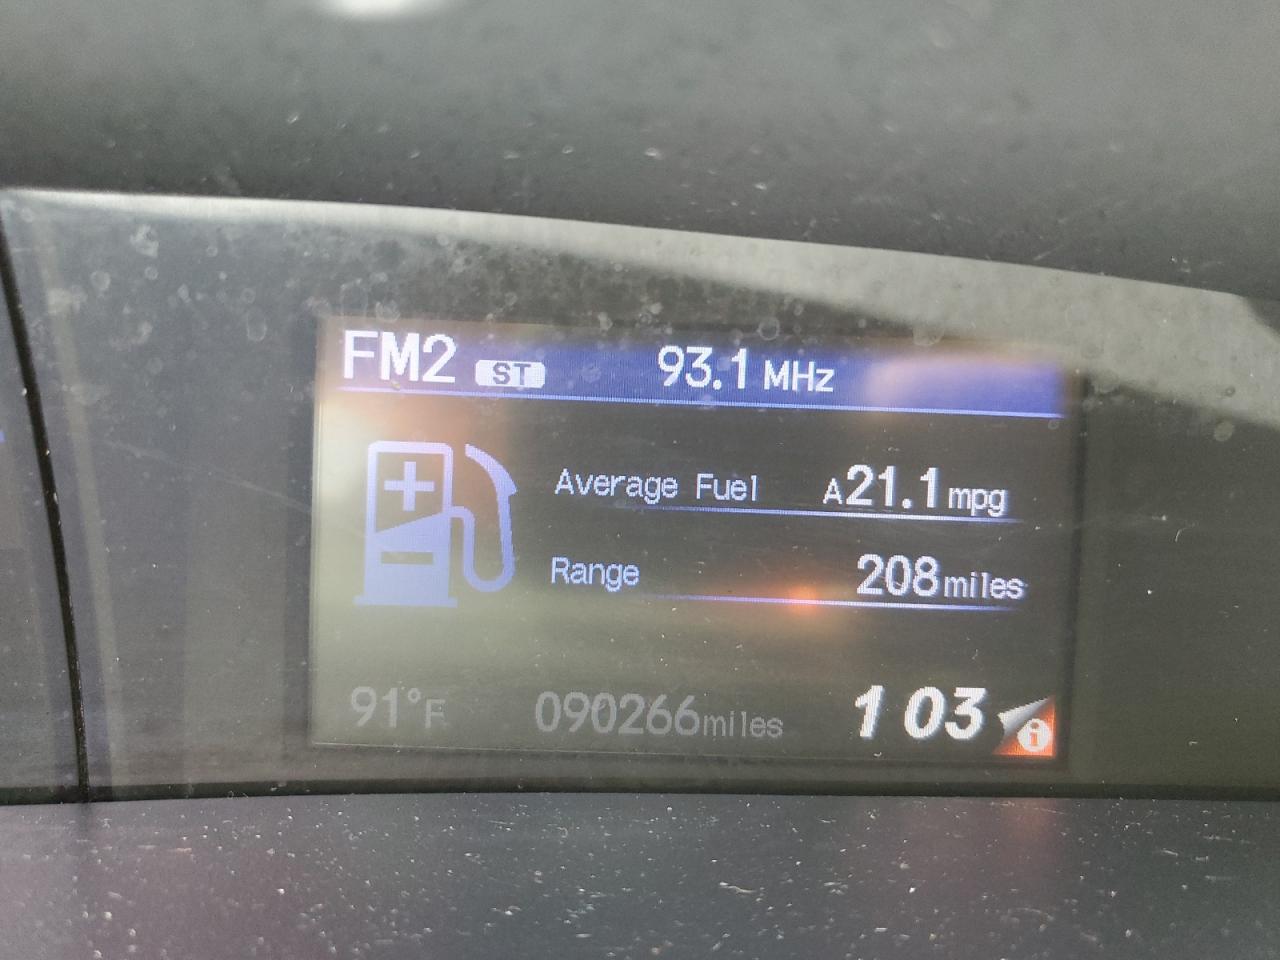 FM2 ST 93.1 MHz
Average Fuel A21.1 mpg
Range 208 miles
91°F 090266 miles 1 03 i